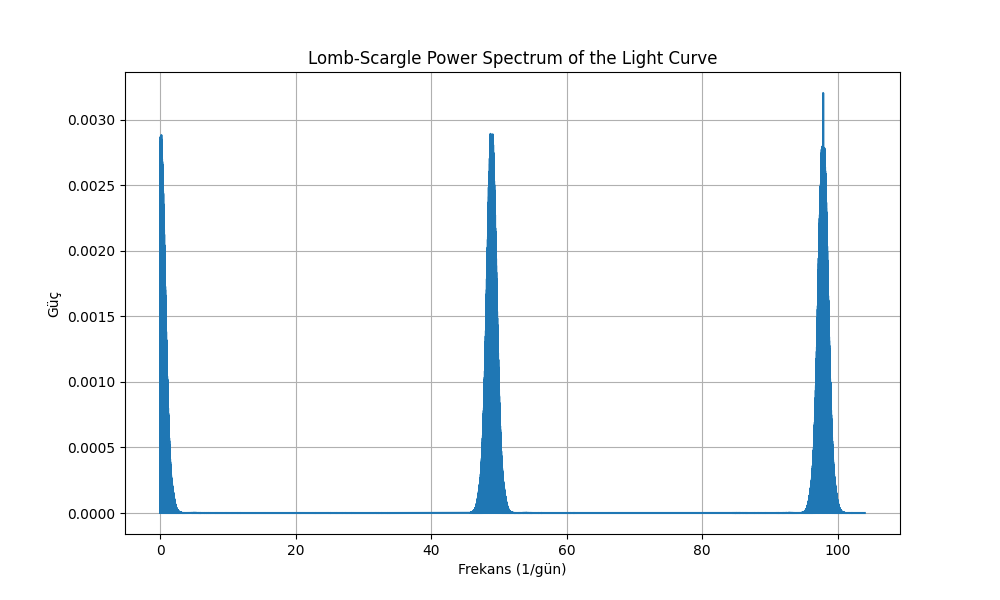 Lomb-Scargle Power Spectrum of the Light Curve
0.0030
0.0025
0.0020
0.0015
0.0010
0.0005
0.0000
Güç
0 20 40 60 80 100
Frekans (1/gün)